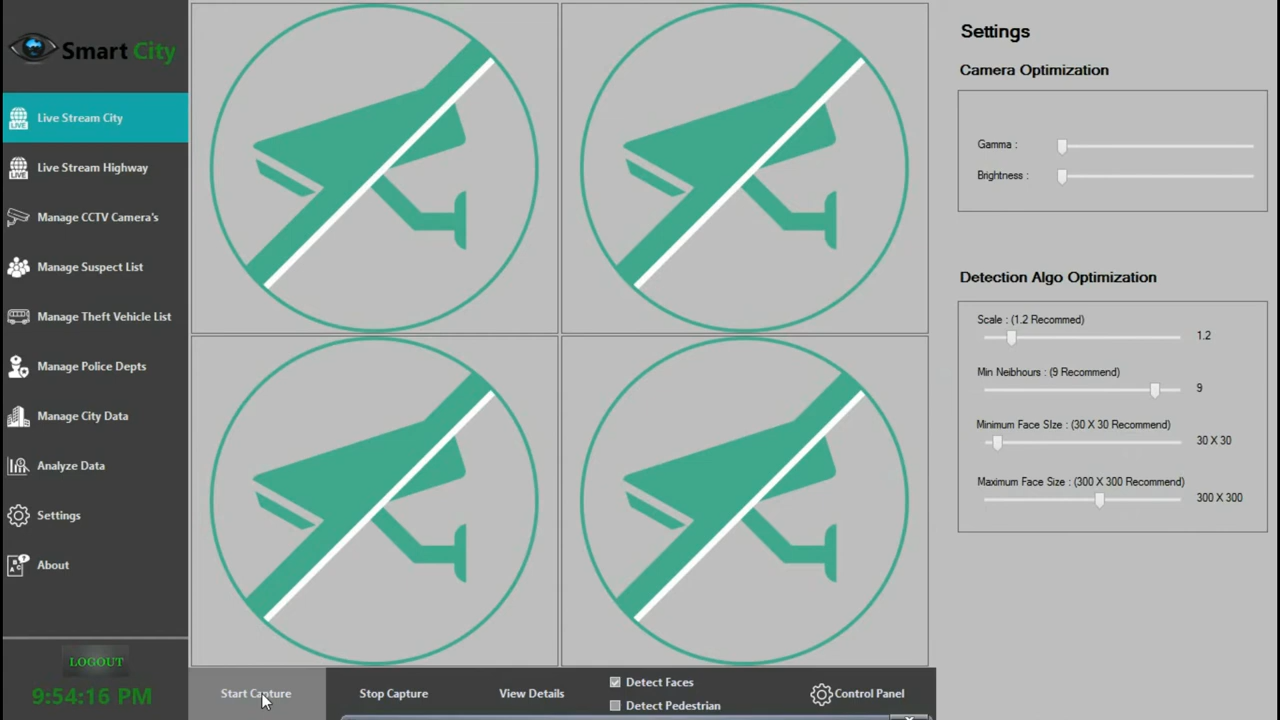 Smart City
Live Stream City
Live Stream Highway
Manage CCTV Camera's
Manage Suspect List
Manage Theft Vehicle List
Manage Police Depts
Manage City Data
Analyze Data
Settings
About
LOGOUT
9:54:16 PM
Start Capture
Stop Capture
View Details
Detect Faces
Detect Pedestrian
Control Panel
Settings
Camera Optimization
Gamma :
Brightness :
Detection Algo Optimization
Scale : (1.2 Recommed)
1.2
Min Neibhours : (9 Recommend)
9
Minimum Face SIze : (30 X 30 Recommend)
30 X 30
Maximum Face Size : (300 X 300 Recommend)
300 X 300